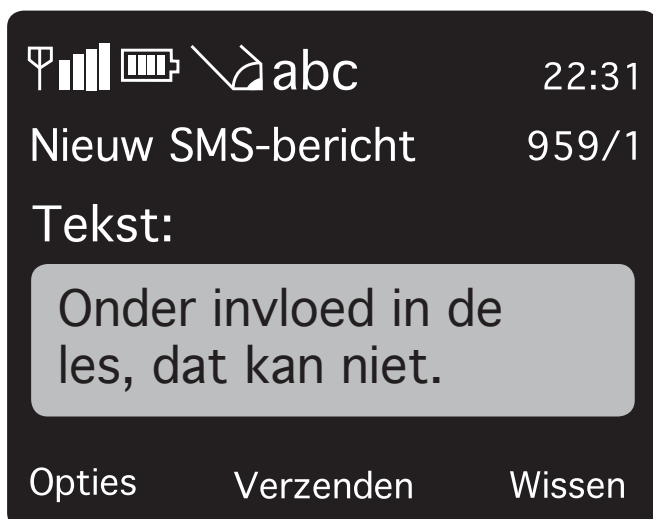 abc 22:31
Nieuw SMS-bericht 959/1
Tekst:
Onder invloed in de
les, dat kan niet.
Opties Verzenden Wissen